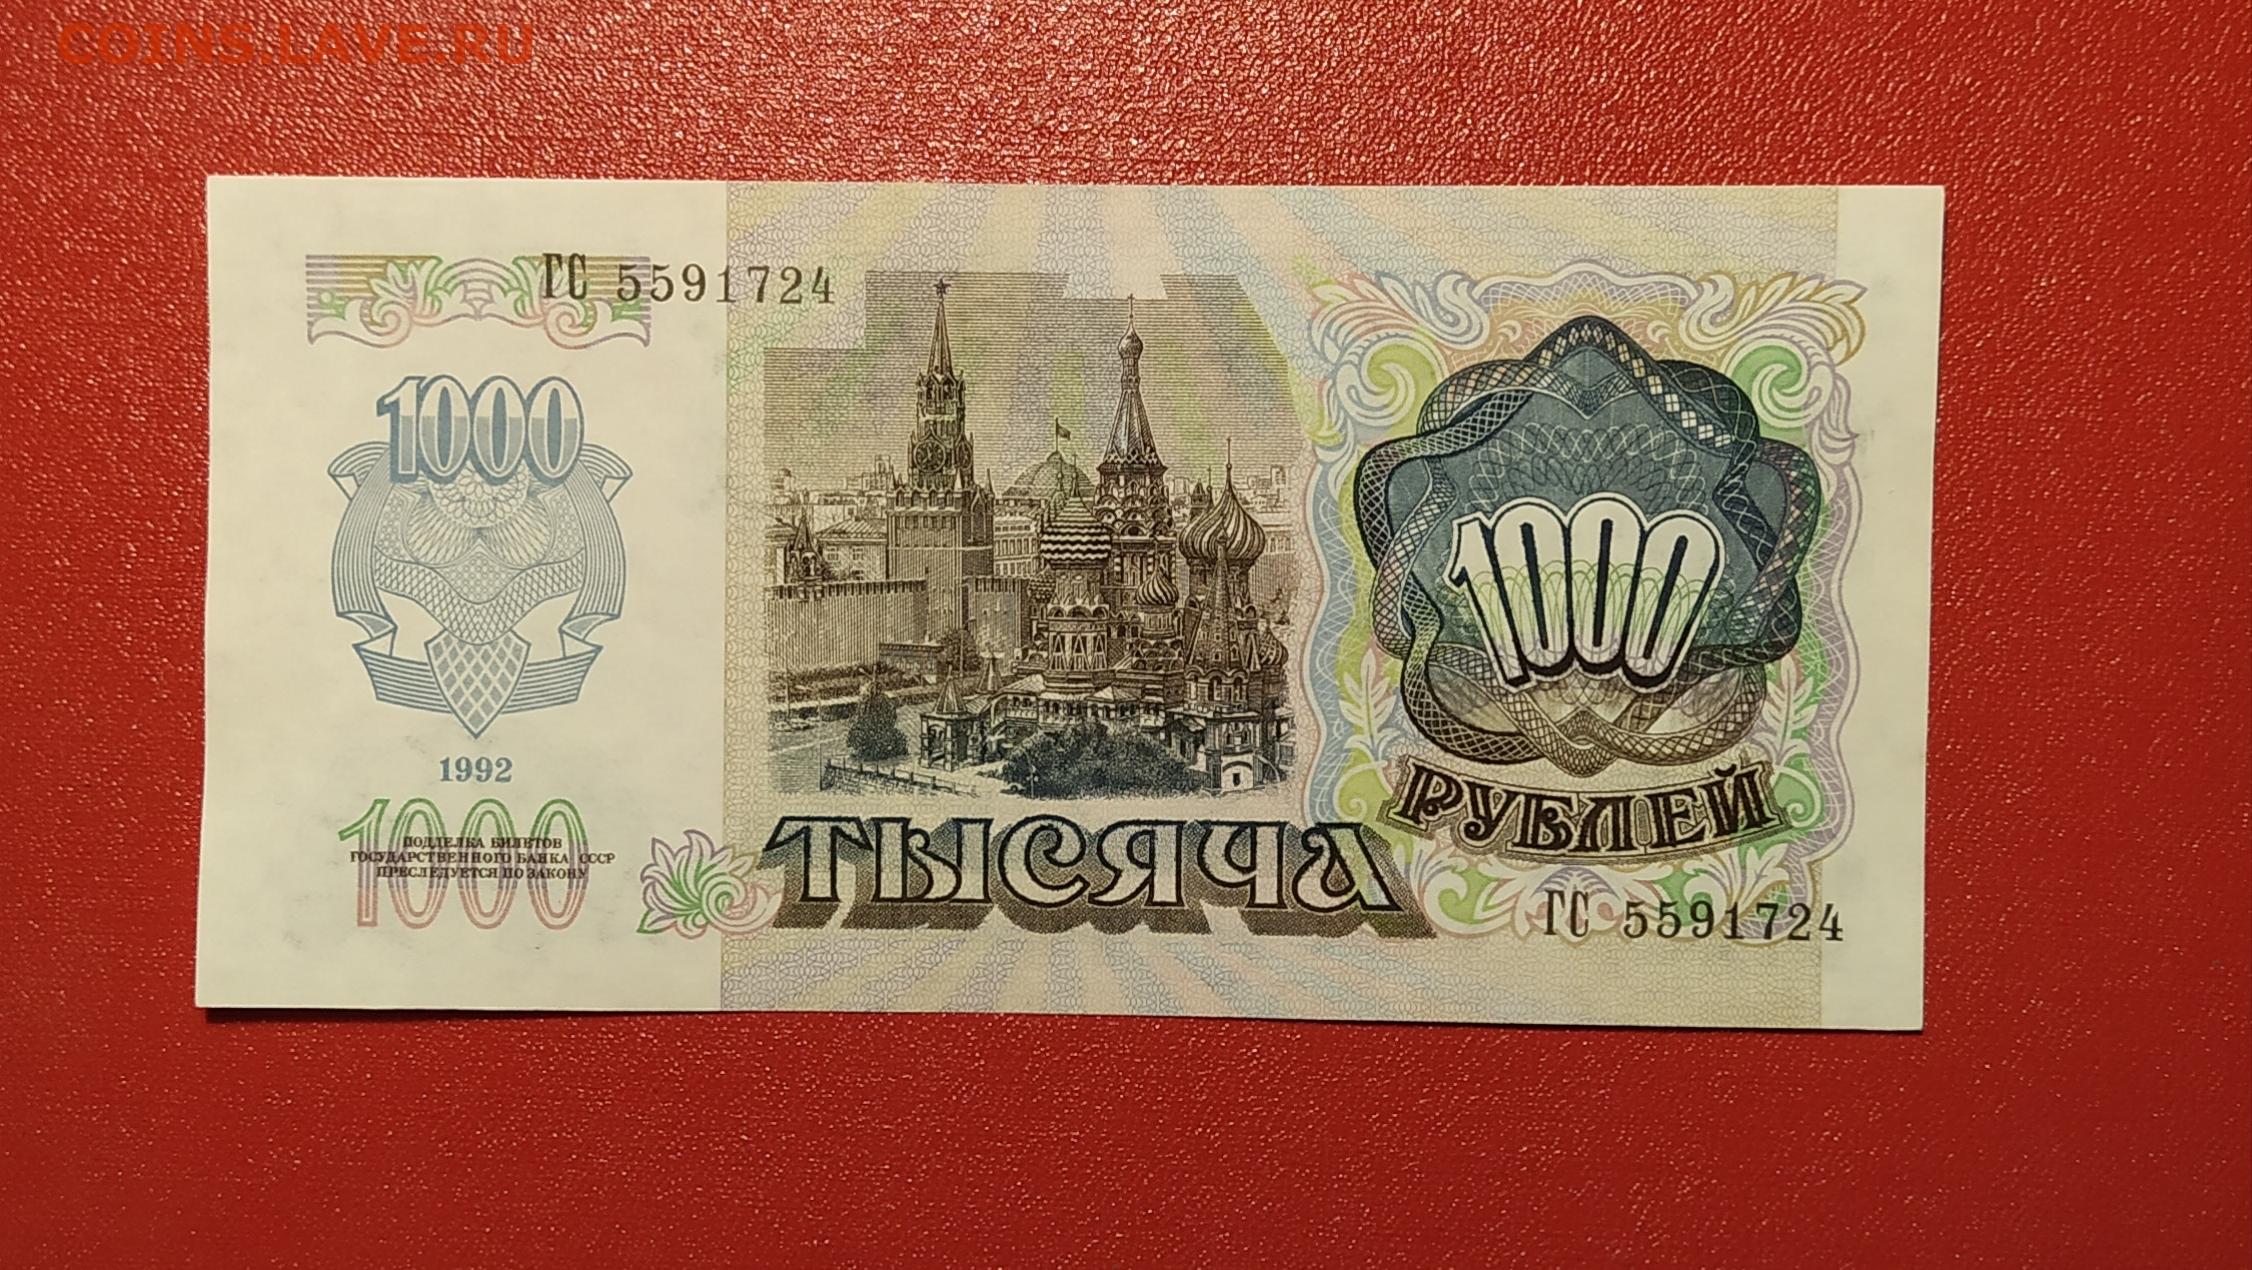 COINS.LAVE.RU
ГС 5591724
1000
1992
1000
ПОДДЕЛКА БИЛЕТОВ
ГОСУДАРСТВЕННОГО БАНКА СССР
ПРЕСЛЕДУЕТСЯ ПО ЗАКОНУ
ТЫСЯЧА
1000
РУБЛЕЙ
ГС 5591724